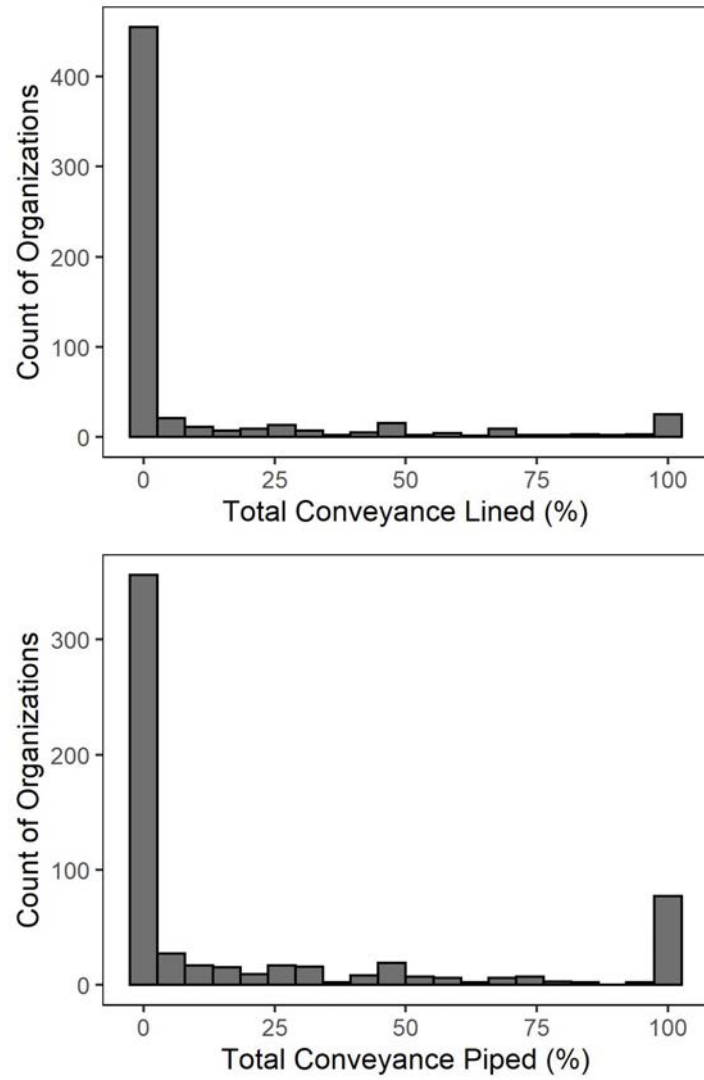 Count of Organizations
400
300
200
100
0
0 25 50 75 100
Total Conveyance Lined (%)
Count of Organizations
300
200
100
0
0 25 50 75 100
Total Conveyance Piped (%)